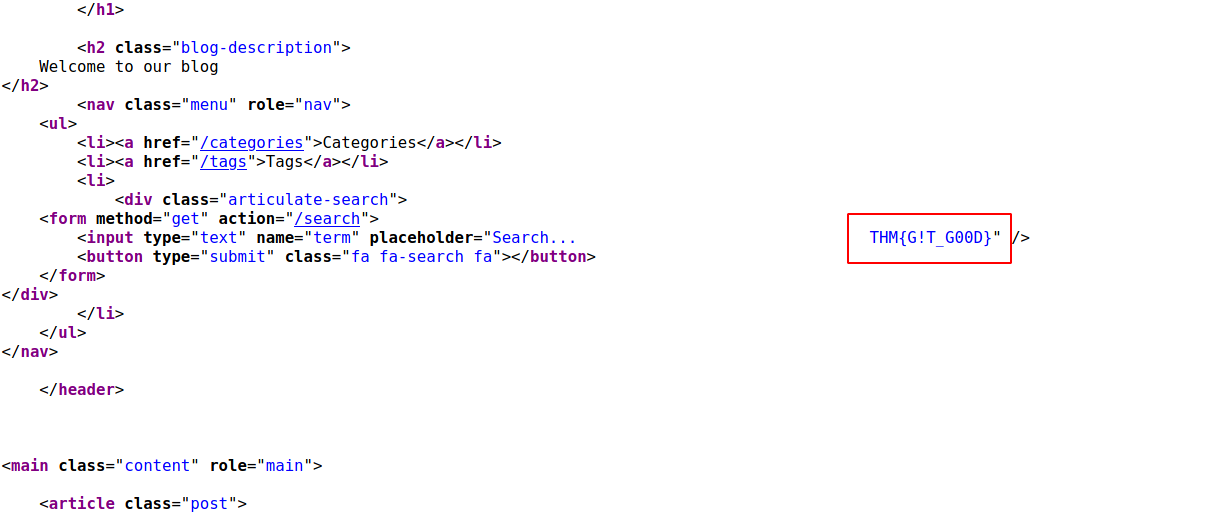 </h1>
<h2 class="blog-description">
Welcome to our blog
</h2>
<nav class="menu" role="nav">
<ul>
<li><a href="/categories">Categories</a></li>
<li><a href="/tags">Tags</a></li>
<li>
<div class="articulate-search">
<form method="get" action="/search">
<input type="text" name="term" placeholder="Search... THM{G!T_G00D}" />
<button type="submit" class="fa fa-search fa"></button>
</form>
</div>
</li>
</ul>
</nav>
</header>
<main class="content" role="main">
<article class="post">